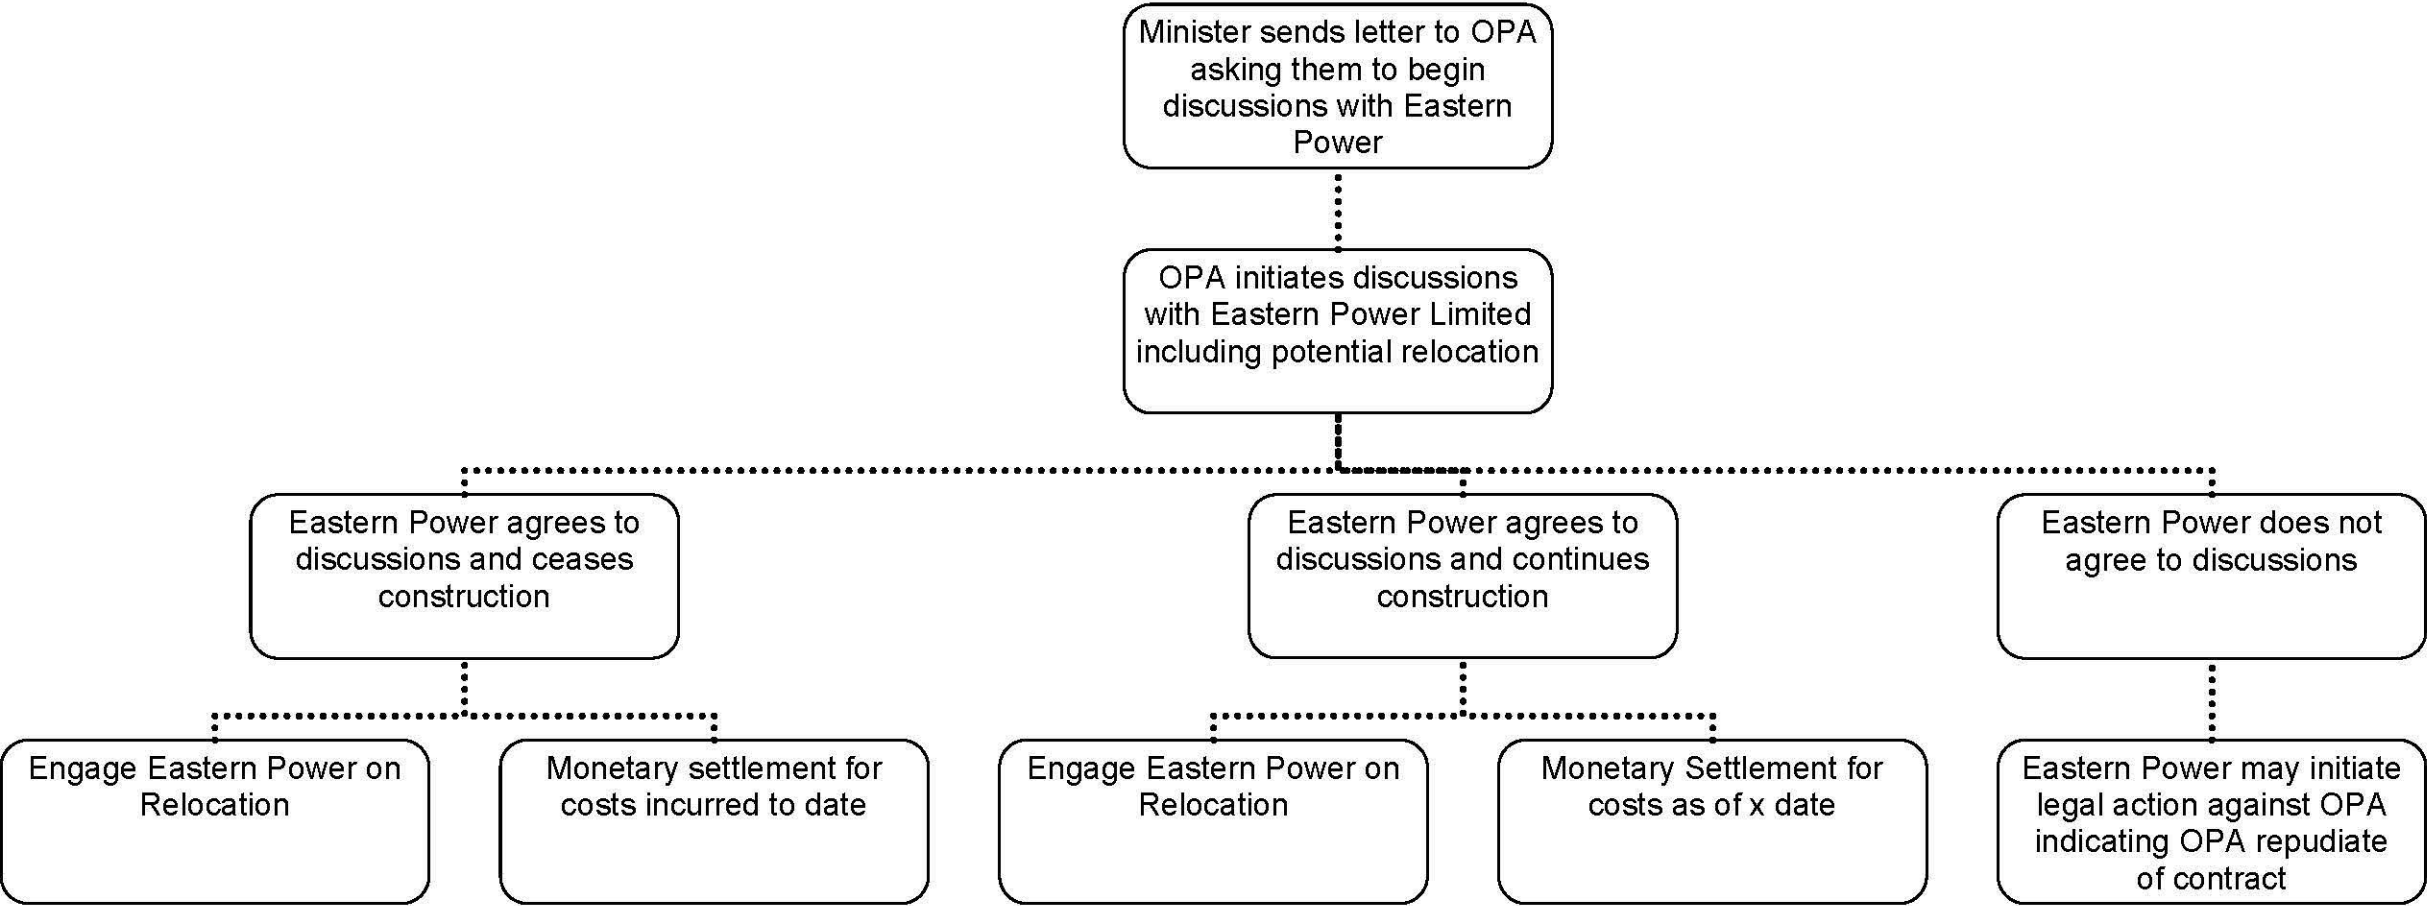 Minister sends letter to OPA
asking them to begin
discussions with Eastern
Power
OPA initiates discussions
with Eastern Power Limited
including potential relocation
Eastern Power agrees to
discussions and ceases
construction
Eastern Power agrees to
discussions and continues
construction
Eastern Power does not
agree to discussions
Engage Eastern Power on
Relocation
Monetary settlement for
costs incurred to date
Engage Eastern Power on
Relocation
Monetary Settlement for
costs as of x date
Eastern Power may initiate
legal action against OPA
indicating OPA repudiate
of contract